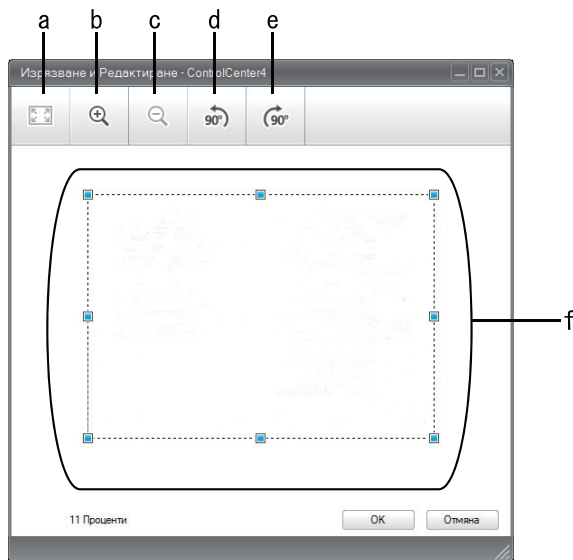 a b c d e
Изрязване и Редактиране - ControlCenter4
90° 90°
f
11 Проценти OK Отмяна